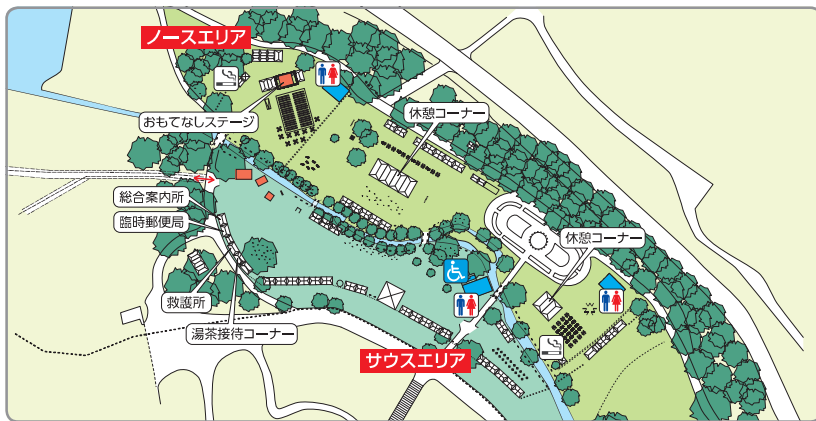 ノースエリア
おもてなしステージ
休憩コーナー
総合案内所
臨時郵便局
休憩コーナー
救護所
湯茶接待コーナー
サウスエリア